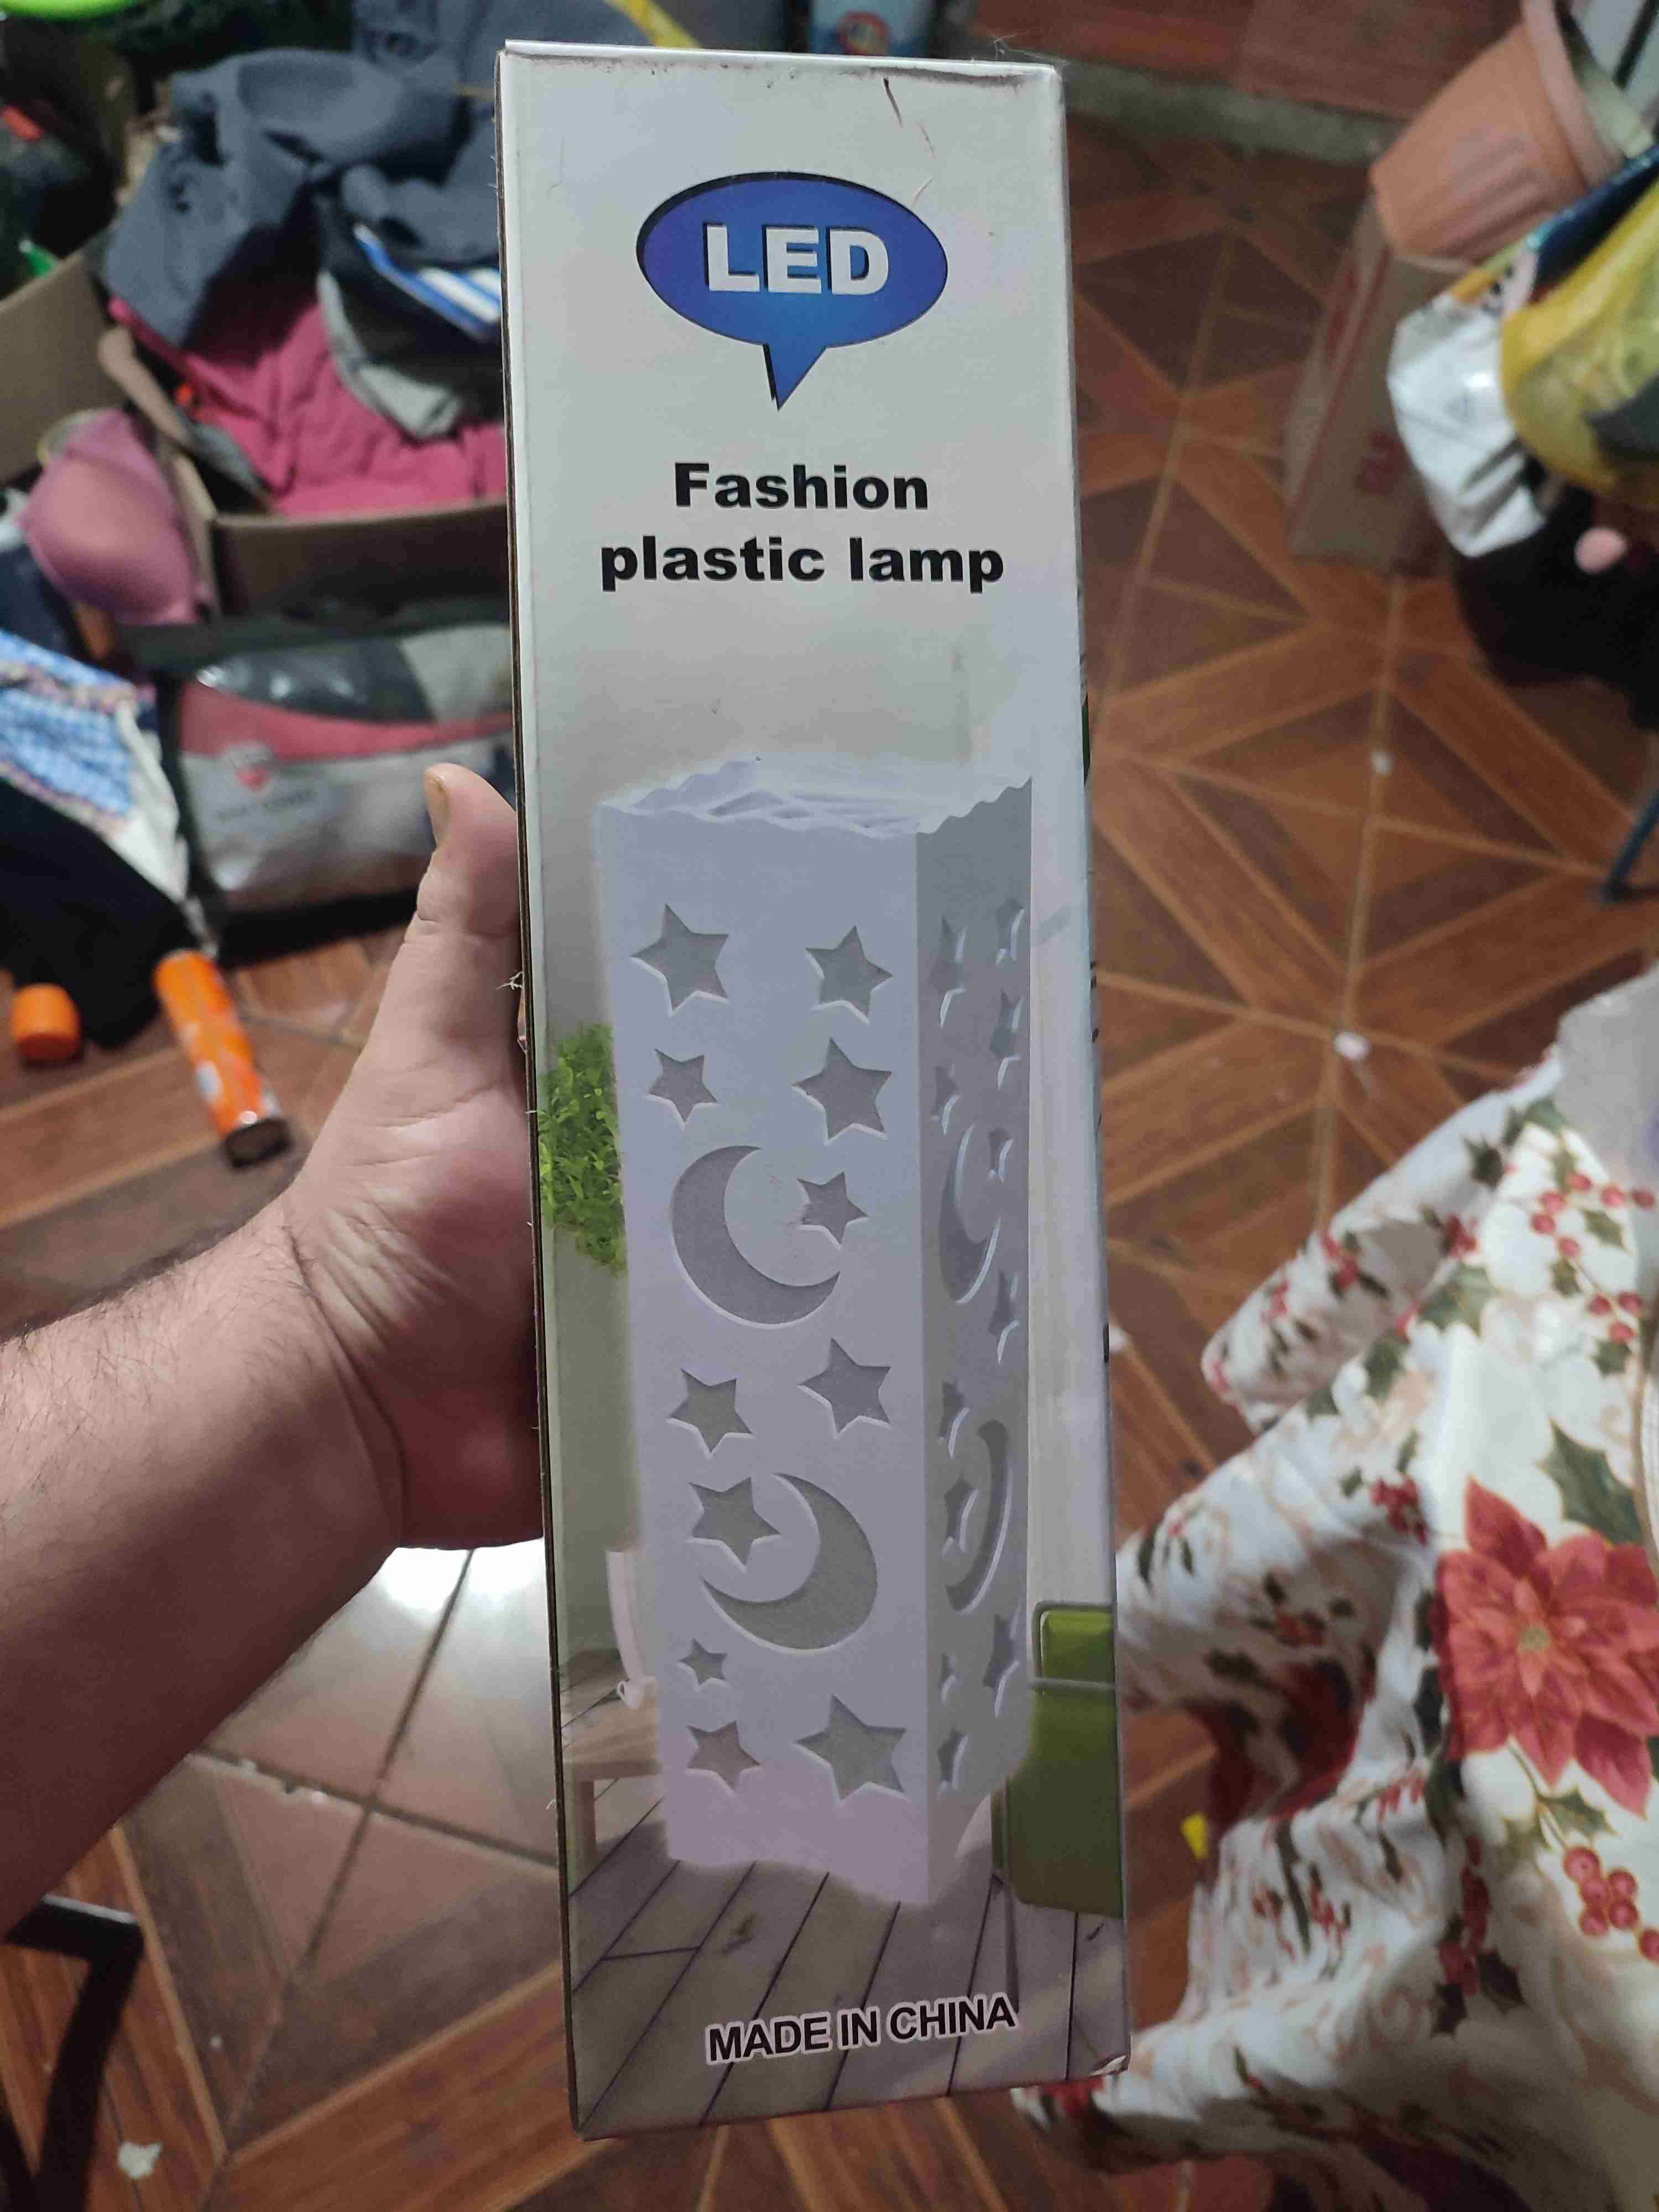 LED
Fashion
plastic lamp
MADE IN CHINA